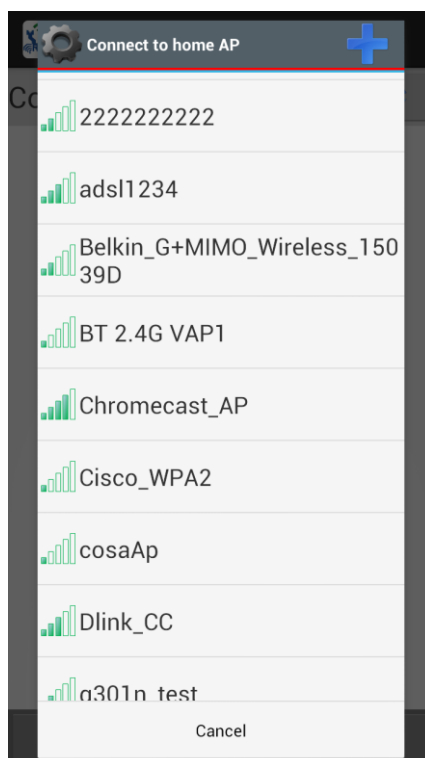 Connect to home AP
Co
2222222222
adsl1234
Belkin_G+MIMO_Wireless_150
39D
BT 2.4G VAP1
Chromecast_AP
Cisco_WPA2
cosaAp
Dlink_CC
Cancel